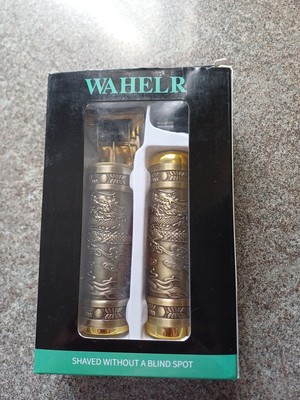 WAHELR
SHAVED WITHOUT A BLIND SPOT